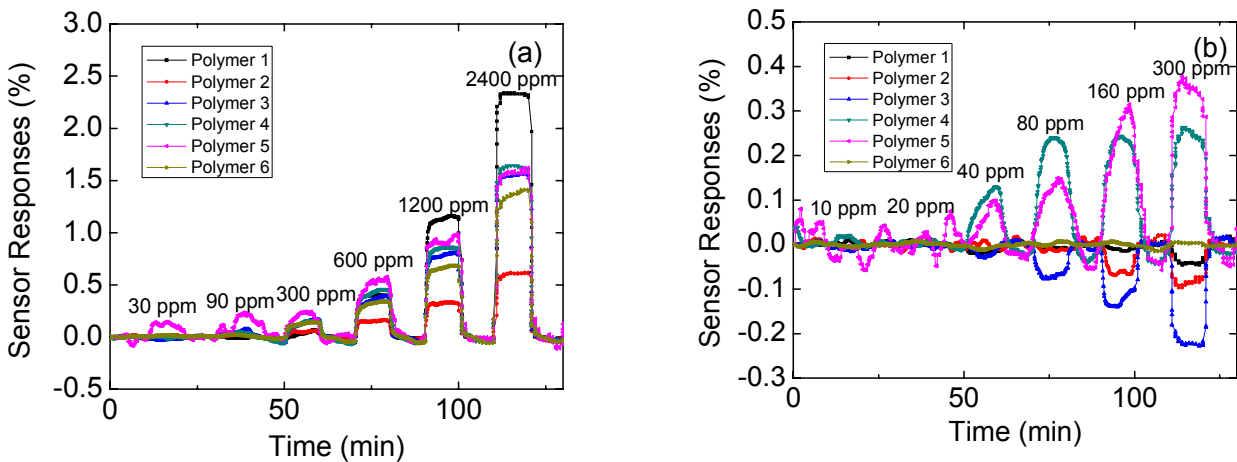 (a)
Sensor Responses (%)
3.0
2.5
2.0
1.5
1.0
0.5
0.0
-0.5
Polymer 1
Polymer 2
Polymer 3
Polymer 4
Polymer 5
Polymer 6
2400 ppm
1200 ppm
600 ppm
300 ppm
30 ppm
90 ppm
0
50
100
Time (min)
(b)
Sensor Responses (%)
0.5
0.4
0.3
0.2
0.1
0.0
-0.1
-0.2
-0.3
Polymer 1
Polymer 2
Polymer 3
Polymer 4
Polymer 5
Polymer 6
300 ppm
160 ppm
80 ppm
40 ppm
10 ppm
20 ppm
0
50
100
Time (min)